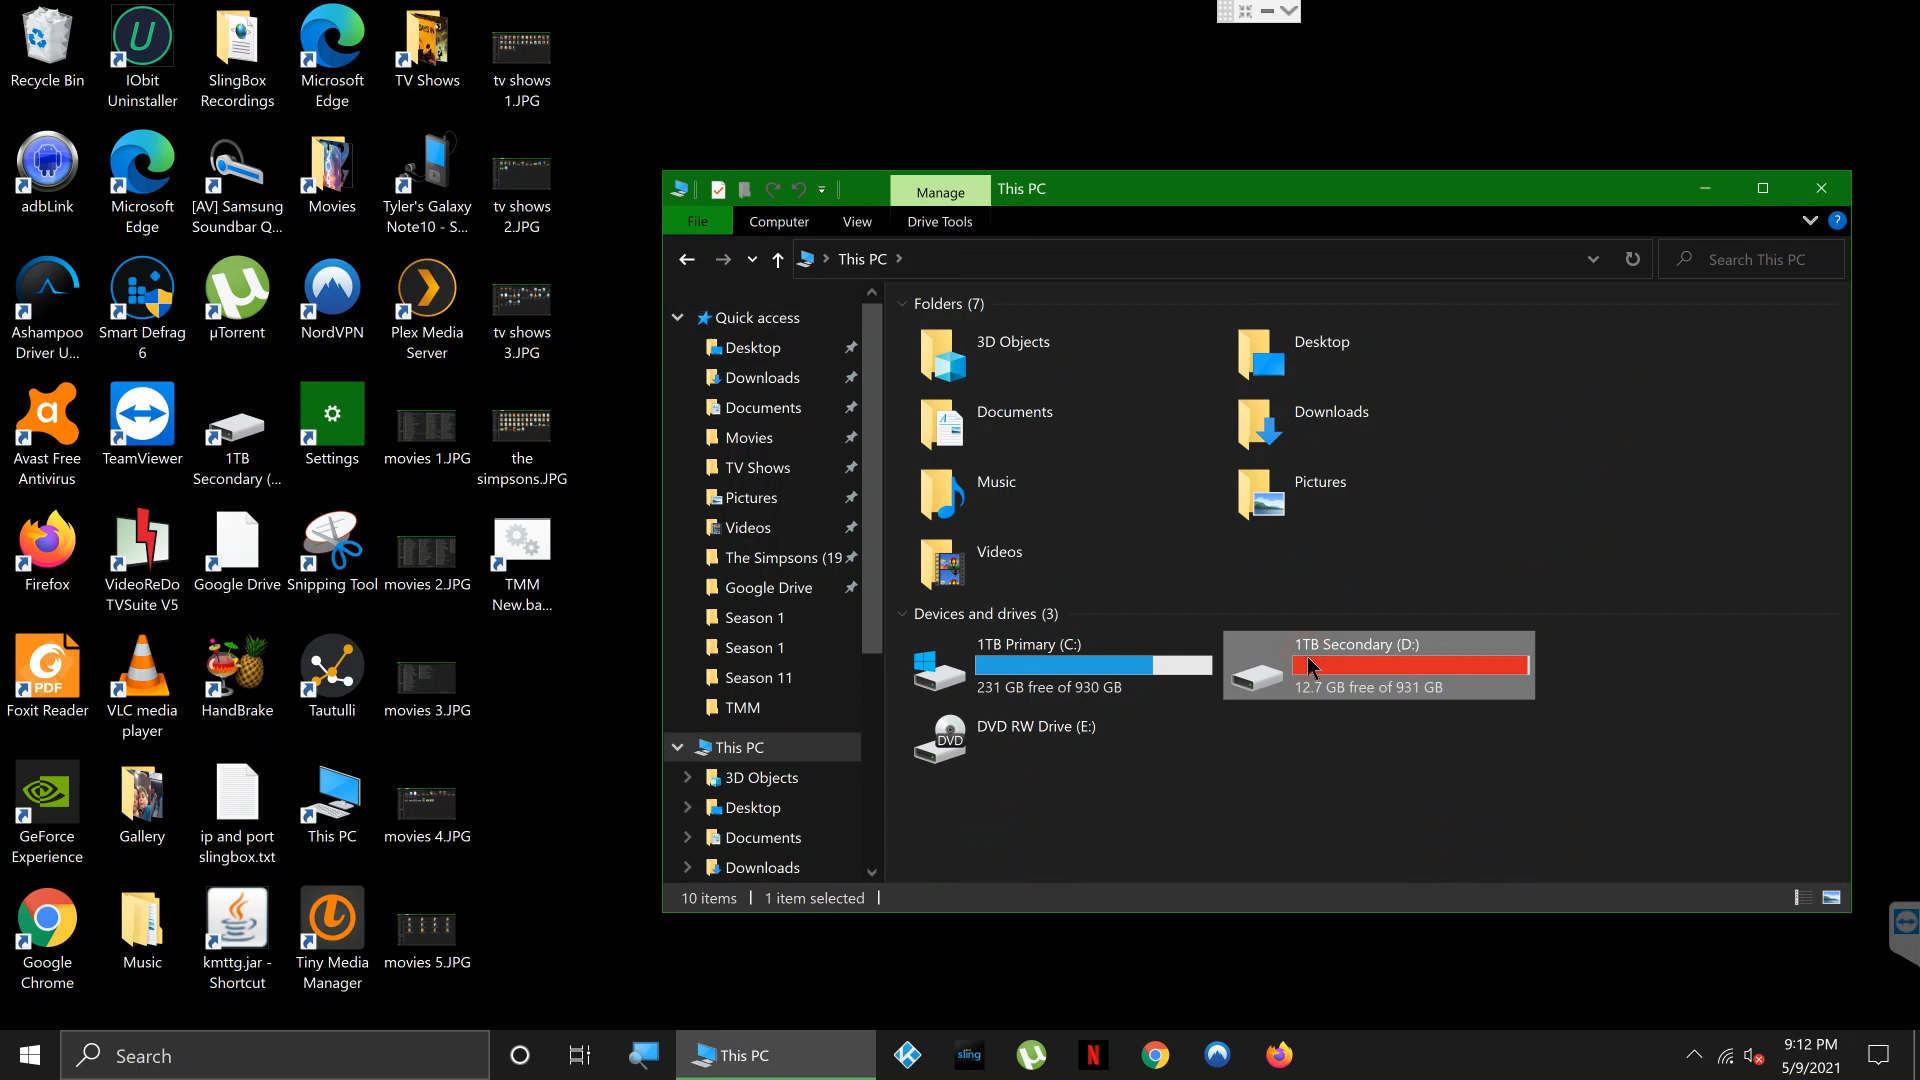 Recycle Bin
IObit
Uninstaller
SlingBox
Recordings
Microsoft
Edge
TV Shows
tv shows
1.JPG
adbLink
Microsoft
Edge
[AV] Samsung
Soundbar Q...
Movies
Tyler's Galaxy
Note10 - S...
tv shows
2.JPG
Ashampoo
Driver U...
Smart Defrag
6
µTorrent
NordVPN
Plex Media
Server
tv shows
3.JPG
Avast Free
Antivirus
TeamViewer
1TB
Secondary (...
Settings
movies 1.JPG
the
simpsons.JPG
Firefox
VideoReDo
TVSuite V5
Google Drive
Snipping Tool
movies 2.JPG
TMM
New.ba...
PDF
Foxit Reader
VLC media
player
HandBrake
Tautulli
movies 3.JPG
GeForce
Experience
Gallery
ip and port
slingbox.txt
This PC
movies 4.JPG
Google
Chrome
Music
kmttg.jar -
Shortcut
Tiny Media
Manager
movies 5.JPG
Manage
This PC
File
Computer
View
Drive Tools
?
This PC
Search This PC
Quick access
Desktop
Downloads
Documents
Movies
TV Shows
Pictures
Videos
The Simpsons (19
Google Drive
Season 1
Season 1
Season 11
TMM
This PC
3D Objects
Desktop
Documents
Downloads
Folders (7)
3D Objects
Desktop
Documents
Downloads
Music
Pictures
Videos
Devices and drives (3)
1TB Primary (C:)
231 GB free of 930 GB
1TB Secondary (D:)
12.7 GB free of 931 GB
DVD
DVD RW Drive (E:)
10 items
1 item selected
Search
This PC
sling
N
9:12 PM
5/9/2021